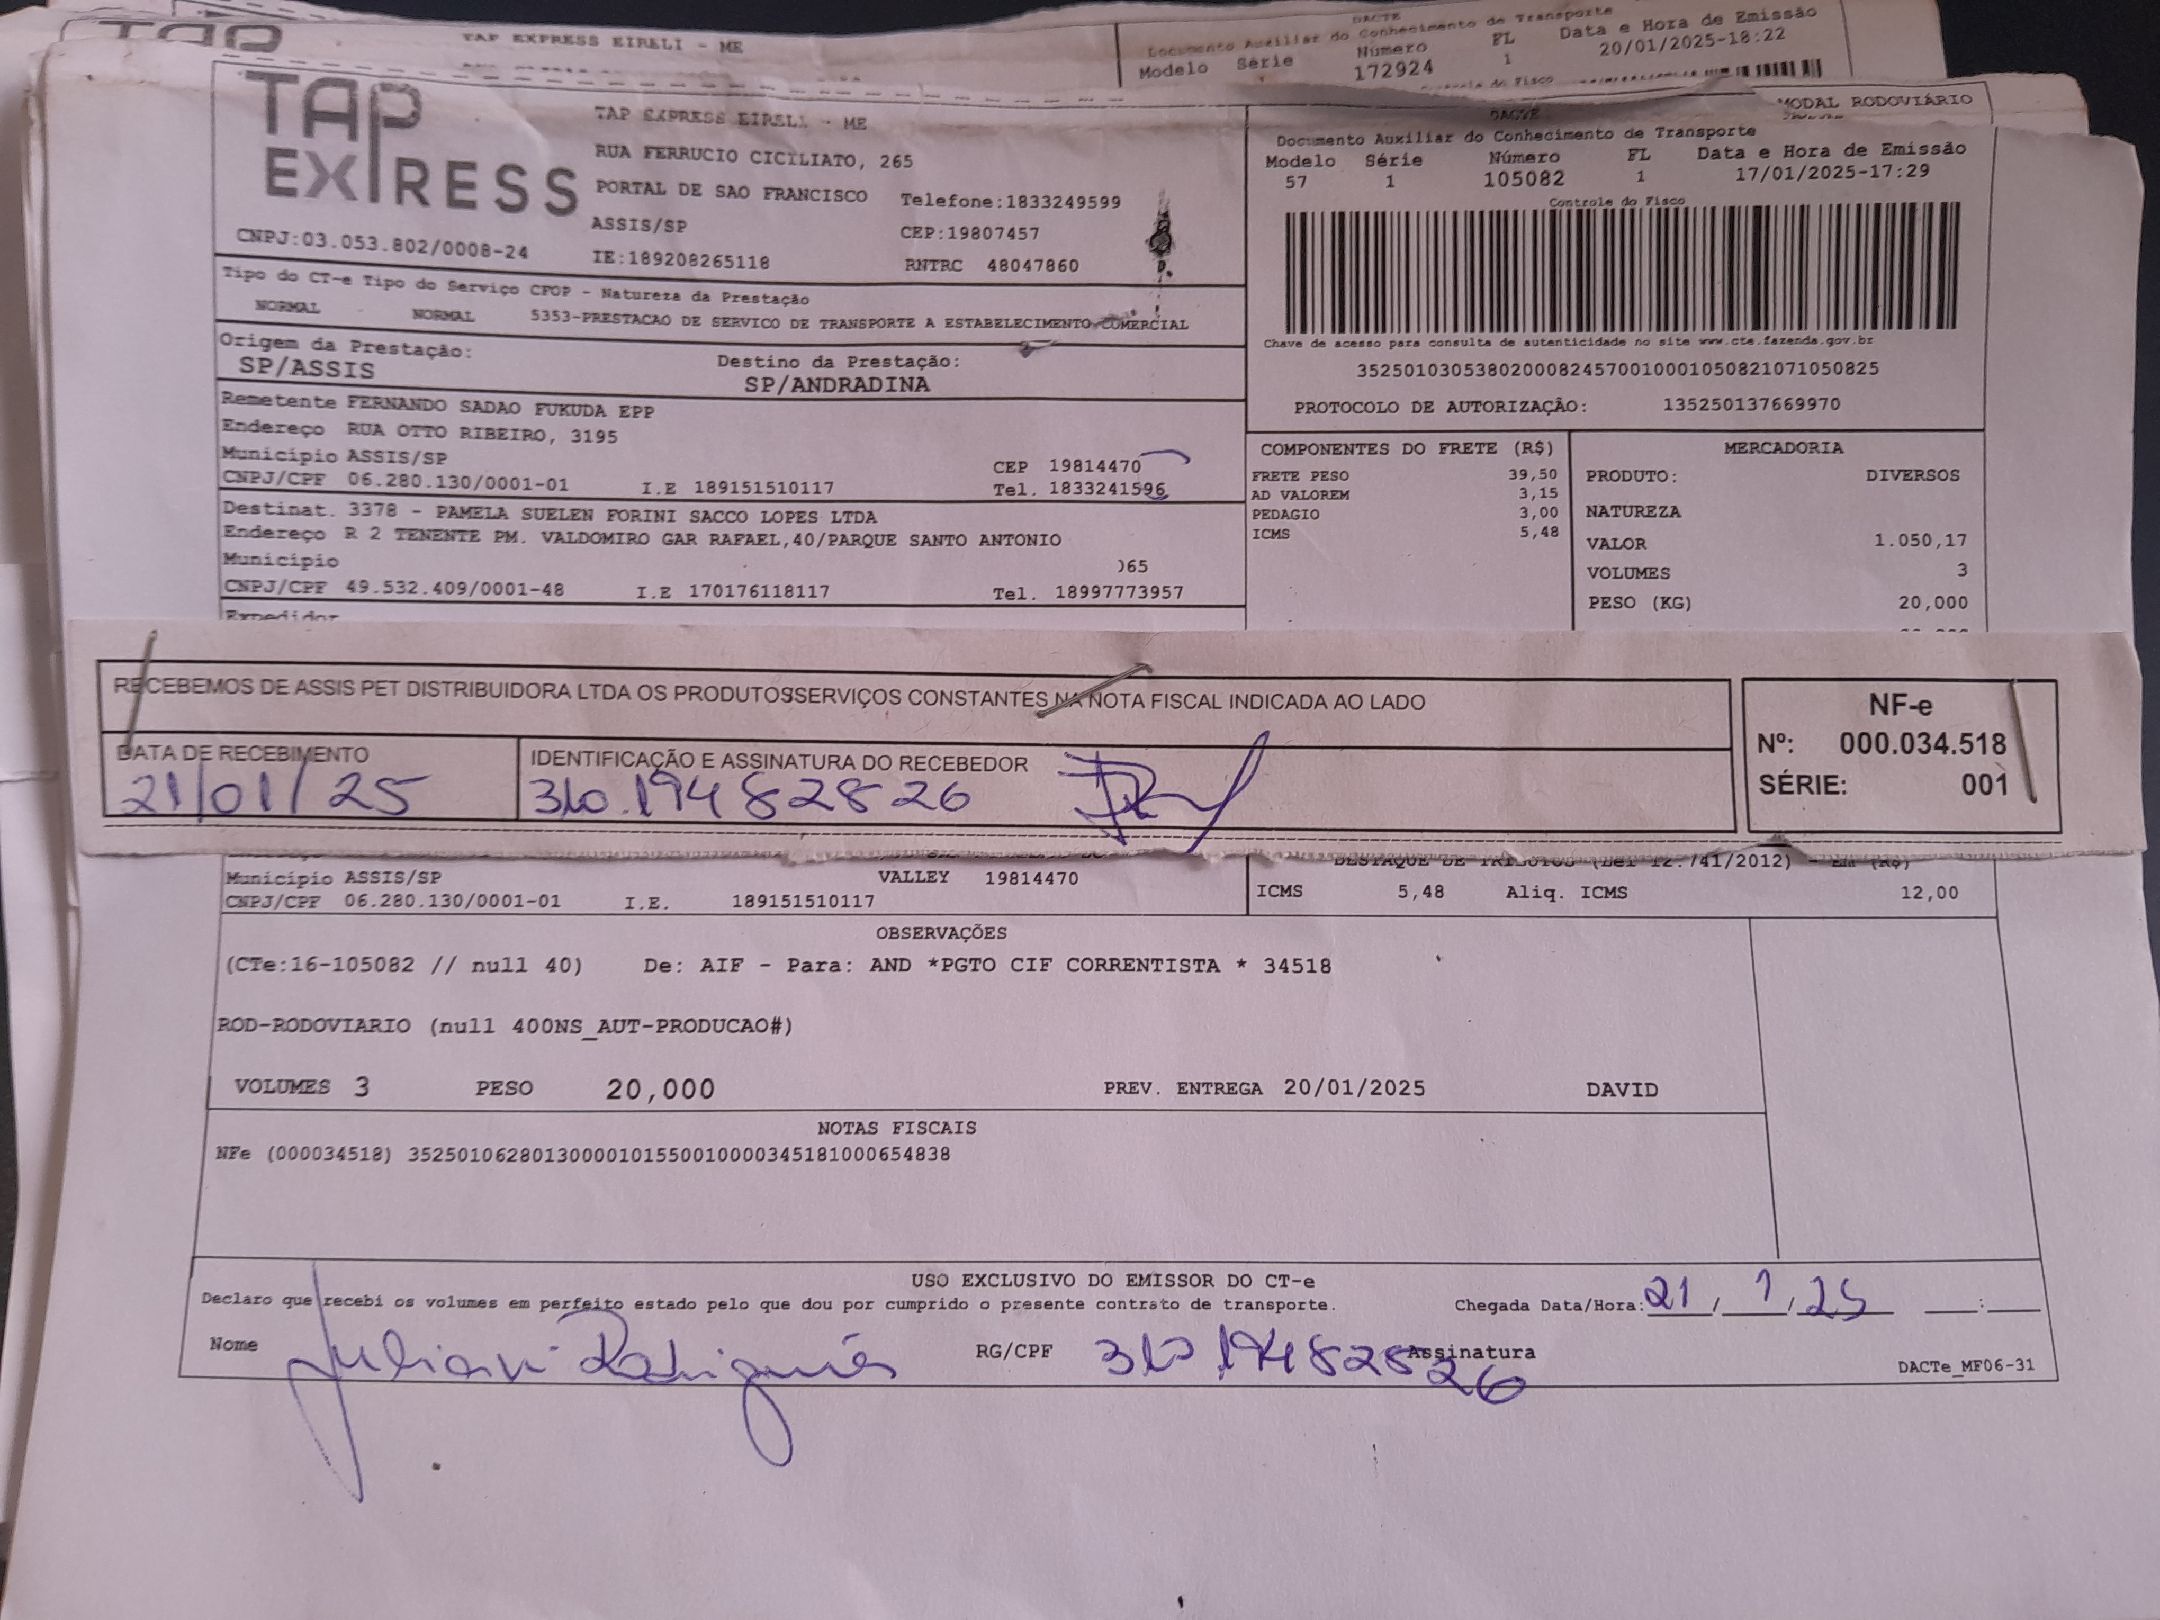 TAP EXPRESS EIRELI - ME
DACTE
Documento Auxiliar do Conhecimento de Transporte
Modelo Série Número FL Data e Hora de Emissão
172924 1 20/01/2025-18:22
TAP EXPRESS
TAP EXPRESS EIRELI - ME
RUA FERRUCIO CICILIATO, 265
PORTAL DE SAO FRANCISCO Telefone:1833249599
ASSIS/SP CEP:19807457
CNPJ:03.053.802/0008-24 IE:189208265118 RNTRC 48047860
MODAL RODOVIÁRIO
DACTE
Documento Auxiliar do Conhecimento de Transporte
Modelo Série Número FL Data e Hora de Emissão
57 1 105082 1 17/01/2025-17:29
Controle do Fisco
Chave de acesso para consulta de autenticidade no site www.cte.fazenda.gov.br
35250103053802000824570010001050821071050825
PROTOCOLO DE AUTORIZAÇÃO: 135250137669970
Tipo do CT-e Tipo do Serviço CFOP - Natureza da Prestação
NORMAL NORMAL 5353-PRESTACAO DE SERVICO DE TRANSPORTE A ESTABELECIMENTO COMERCIAL
Origem da Prestação: Destino da Prestação:
SP/ASSIS SP/ANDRADINA
Remetente FERNANDO SADAO FUKUDA EPP
Endereço RUA OTTO RIBEIRO, 3195
Município ASSIS/SP CEP 19814470
CNPJ/CPF 06.280.130/0001-01 I.E 189151510117 Tel. 1833241596
Destinat. 3378 - PAMELA SUELEN FORINI SACCO LOPES LTDA
Endereço R 2 TENENTE PM. VALDOMIRO GAR RAFAEL,40/PARQUE SANTO ANTONIO
Município )65
CNPJ/CPF 49.532.409/0001-48 I.E 170176118117 Tel. 18997773957
Expedidor
COMPONENTES DO FRETE (R$)
FRETE PESO 39,50
AD VALOREM 3,15
PEDAGIO 3,00
ICMS 5,48
MERCADORIA
PRODUTO: DIVERSOS
NATUREZA
VALOR 1.050,17
VOLUMES 3
PESO (KG) 20,000
RECEBEMOS DE ASSIS PET DISTRIBUIDORA LTDA OS PRODUTOS/SERVIÇOS CONSTANTES NA NOTA FISCAL INDICADA AO LADO
DATA DE RECEBIMENTO IDENTIFICAÇÃO E ASSINATURA DO RECEBEDOR
21/01/25 310.194828 26
NF-e
Nº: 000.034.518
SÉRIE: 001
DESTAQUE DE TRIBUTOS (Lei 12.741/2012) - Em (R$)
Município ASSIS/SP VALLEY 19814470
CNPJ/CPF 06.280.130/0001-01 I.E. 189151510117
ICMS 5,48 Aliq. ICMS 12,00
OBSERVAÇÕES
(CTe:16-105082 // null 40) De: AIF - Para: AND *PGTO CIF CORRENTISTA * 34518
ROD-RODOVIARIO (null 400NS_AUT-PRODUCAO#)
VOLUMES 3 PESO 20,000 PREV. ENTREGA 20/01/2025 DAVID
NOTAS FISCAIS
NFe (000034518) 35250106280130000101550010000345181000654838
USO EXCLUSIVO DO EMISSOR DO CT-e
Declaro que recebi os volumes em perfeito estado pelo que dou por cumprido o presente contrato de transporte. Chegada Data/Hora: 21 / 1 / 25 :
Nome Juliani Rodrigues RG/CPF 310 19482826 Assinatura
DACTe_MF06-31